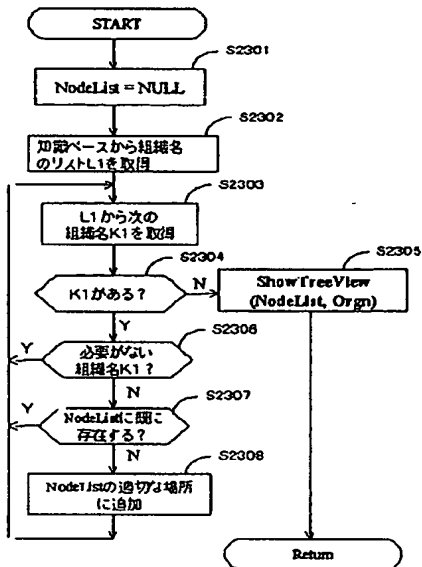 START
S2301
NodeList = NULL
S2302
知識ベースから組織名
のリストL1を取得
S2303
L1から次の
組織名K1を取得
S2304
K1がある?
N
S2305
ShowTreeView
(NodeList, Orgn)
Y
S2306
必要がない
組織名K1?
Y
N
S2307
NodeListに既に
存在する?
Y
N
S2308
NodeListの適切な場所
に追加
Return